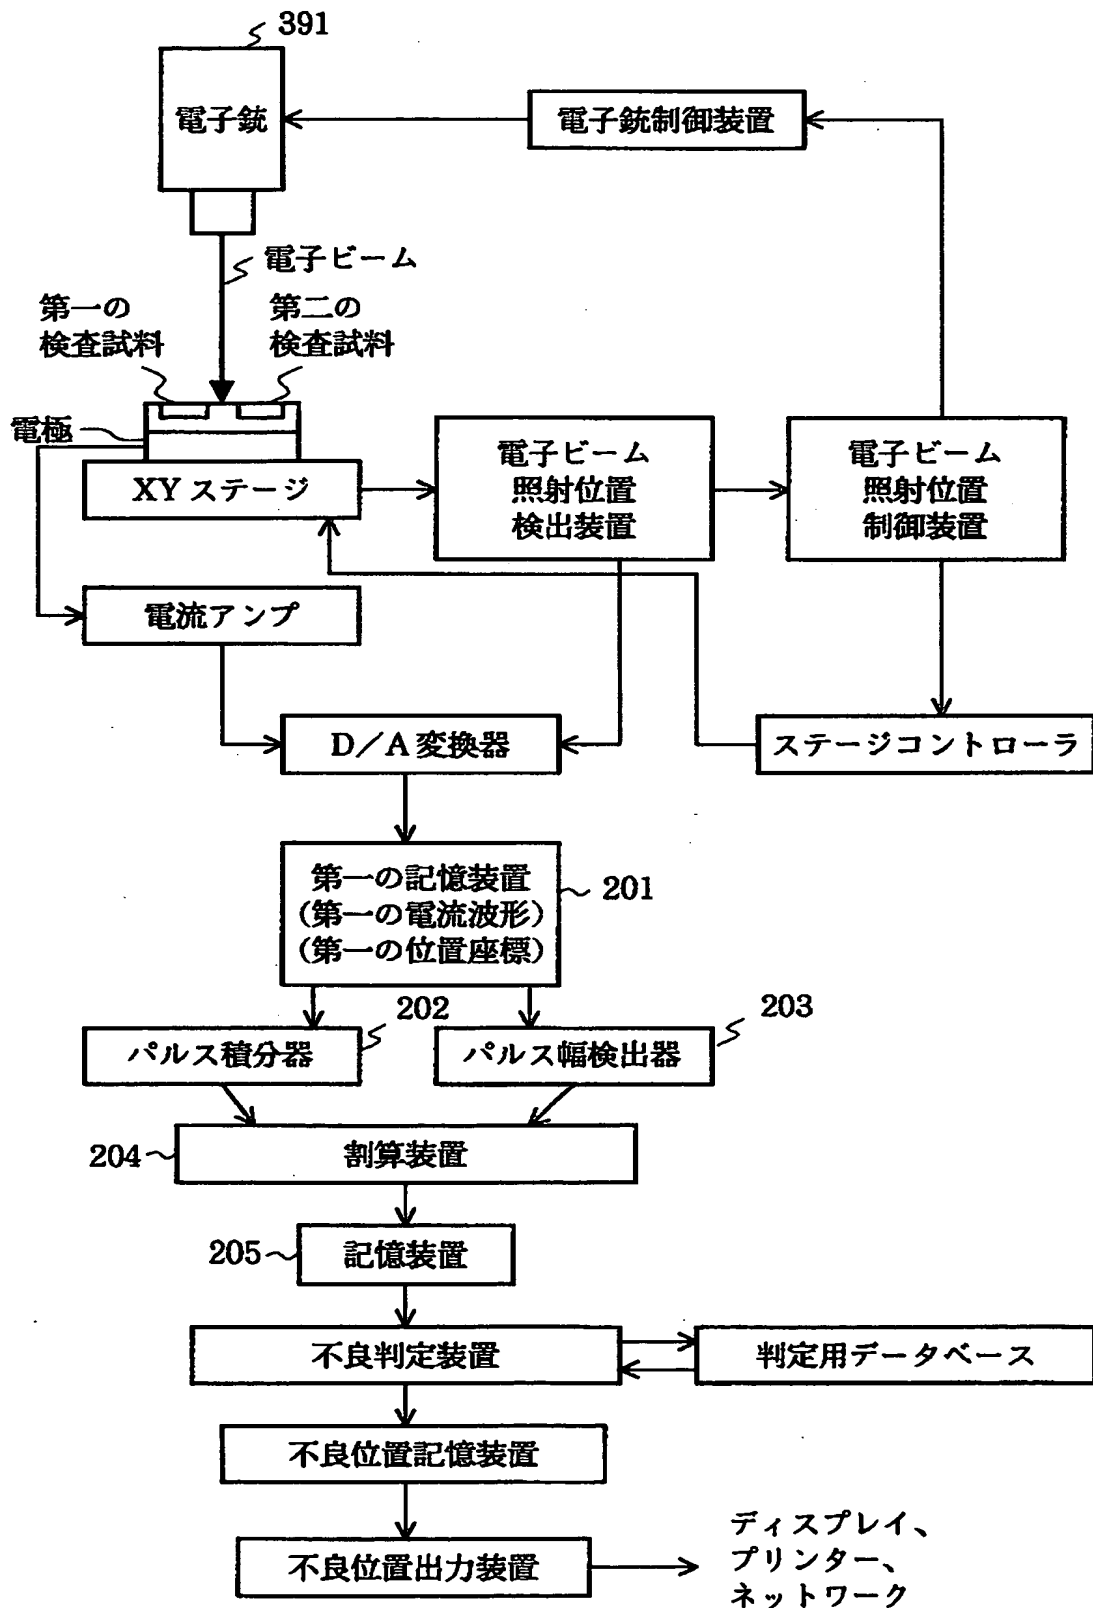 391
電子銃
電子銃制御装置
電子ビーム
第一の
検査試料
第二の
検査試料
電極
XYステージ
電子ビーム
照射位置
検出装置
電子ビーム
照射位置
制御装置
電流アンプ
D/A変換器
ステージコントローラ
第一の記憶装置
(第一の電流波形)
(第一の位置座標)
201
202
203
パルス積分器
パルス幅検出器
204
割算装置
205
記憶装置
不良判定装置
判定用データベース
不良位置記憶装置
不良位置出力装置
ディスプレイ、
プリンター、
ネットワーク